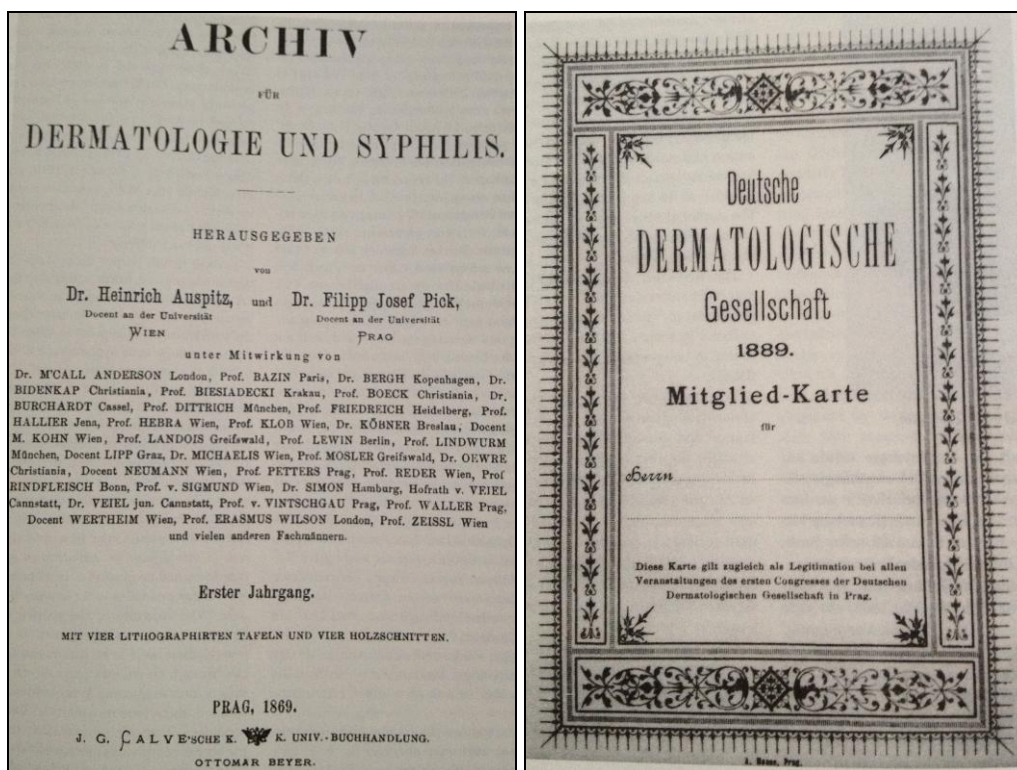 ARCHIV
FÜR
DERMATOLOGIE UND SYPHILIS.
HERAUSGEGEBEN
von
Dr. Heinrich Auspitz, und Dr. Filipp Josef Pick,
Docent an der Universität Docent an der Universität
WIEN PRAG
unter Mitwirkung von
Dr. M'CALL ANDERSON London, Prof. BAZIN Paris, Dr. BERGH Kopenhagen, Dr.
BIDENKAP Christiania, Prof. BIESIADECKI Krakau, Prof. BOECK Christiania, Dr.
BURCHARDT Cassel, Prof. DITTRICH München, Prof. FRIEDREICH Heidelberg, Prof.
HALLIER Jena, Prof. HEBRA Wien, Prof. KLOB Wien, Dr. KÖBNER Breslau, Docent
M. KOHN Wien, Prof. LANDOIS Greifswald, Prof. LEWIN Berlin, Prof. LINDWURM
München, Docent LIPP Graz, Dr. MICHAELIS Wien, Prof. MOSLER Greifswald, Dr. OEWRE
Christiania, Docent NEUMANN Wien, Prof. PETTERS Prag, Prof. REDER Wien, Prof
RINDFLEISCH Bonn, Prof. v. SIGMUND Wien, Dr. SIMON Hamburg, Hofrath v. VEIEL
Cannstatt, Dr. VEIEL jun. Cannstatt, Prof. v. VINTSCHGAU Prag, Prof. WALLER Prag,
Docent WERTHEIM Wien, Prof. ERASMUS WILSON London, Prof. ZEISSL Wien
und vielen anderen Fachmännern.
Erster Jahrgang.
MIT VIER LITHOGRAPHIRTEN TAFELN UND VIER HOLZSCHNITTEN.
PRAG, 1869.
J. G. CALVE'SCHE K. K. UNIV.-BUCHHANDLUNG.
OTTOMAR BEYER.
Deutsche
DERMATOLOGISCHE
Gesellschaft
1889.
Mitglied-Karte
für
Herrn
Diese Karte gilt zugleich als Legitimation bei allen
Veranstaltungen des ersten Congresses der Deutschen
Dermatologischen Gesellschaft in Prag.
A. Haase, Prag.